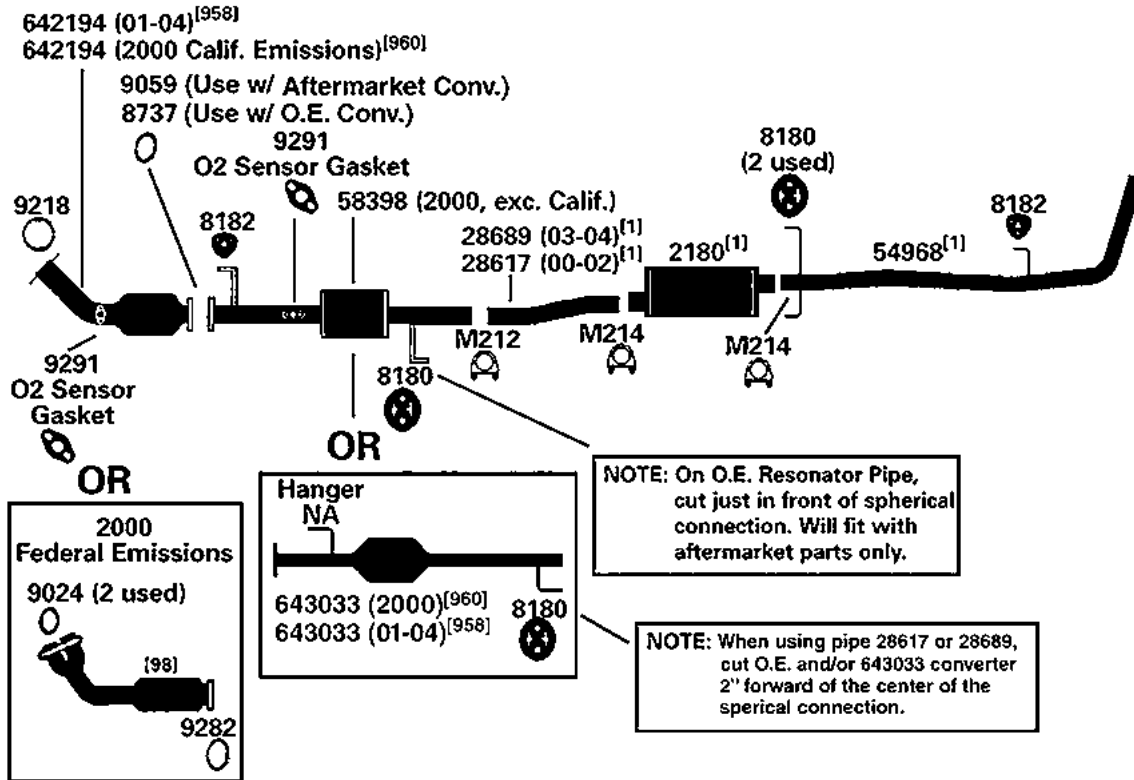 642194 (01-04)[958]
642194 (2000 Calif. Emissions)[960]
9059 (Use w/ Aftermarket Conv.)
8737 (Use w/ O.E. Conv.)
9291
O2 Sensor Gasket
9218
8182
58398 (2000, exc. Calif.)
28689 (03-04)[1]
28617 (00-02)[1]
2180[1]
8180
(2 used)
54968[1]
8182
9291
O2 Sensor
Gasket
M212
M214
M214
8180
OR
OR
2000
Federal Emissions
9024 (2 used)
[98]
9282
Hanger
NA
643033 (2000)[960]
643033 (01-04)[958]
8180
NOTE: On O.E. Resonator Pipe,
cut just in front of spherical
connection. Will fit with
aftermarket parts only.
NOTE: When using pipe 28617 or 28689,
cut O.E. and/or 643033 converter
2" forward of the center of the
sperical connection.